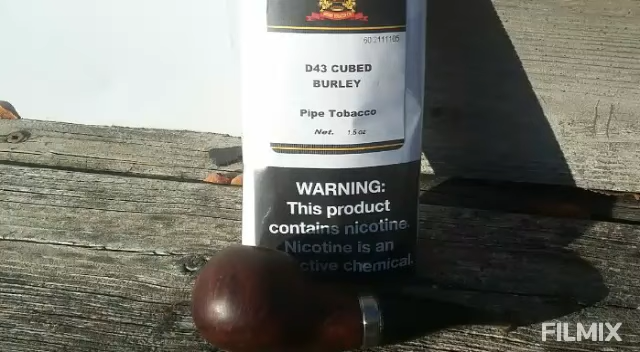 D43 CUBED
BURLEY
Pipe Tobacco
Net. 1.5 oz
WARNING:
This product
contains nicotine.
Nicotine is an
chemical.
FILMIX